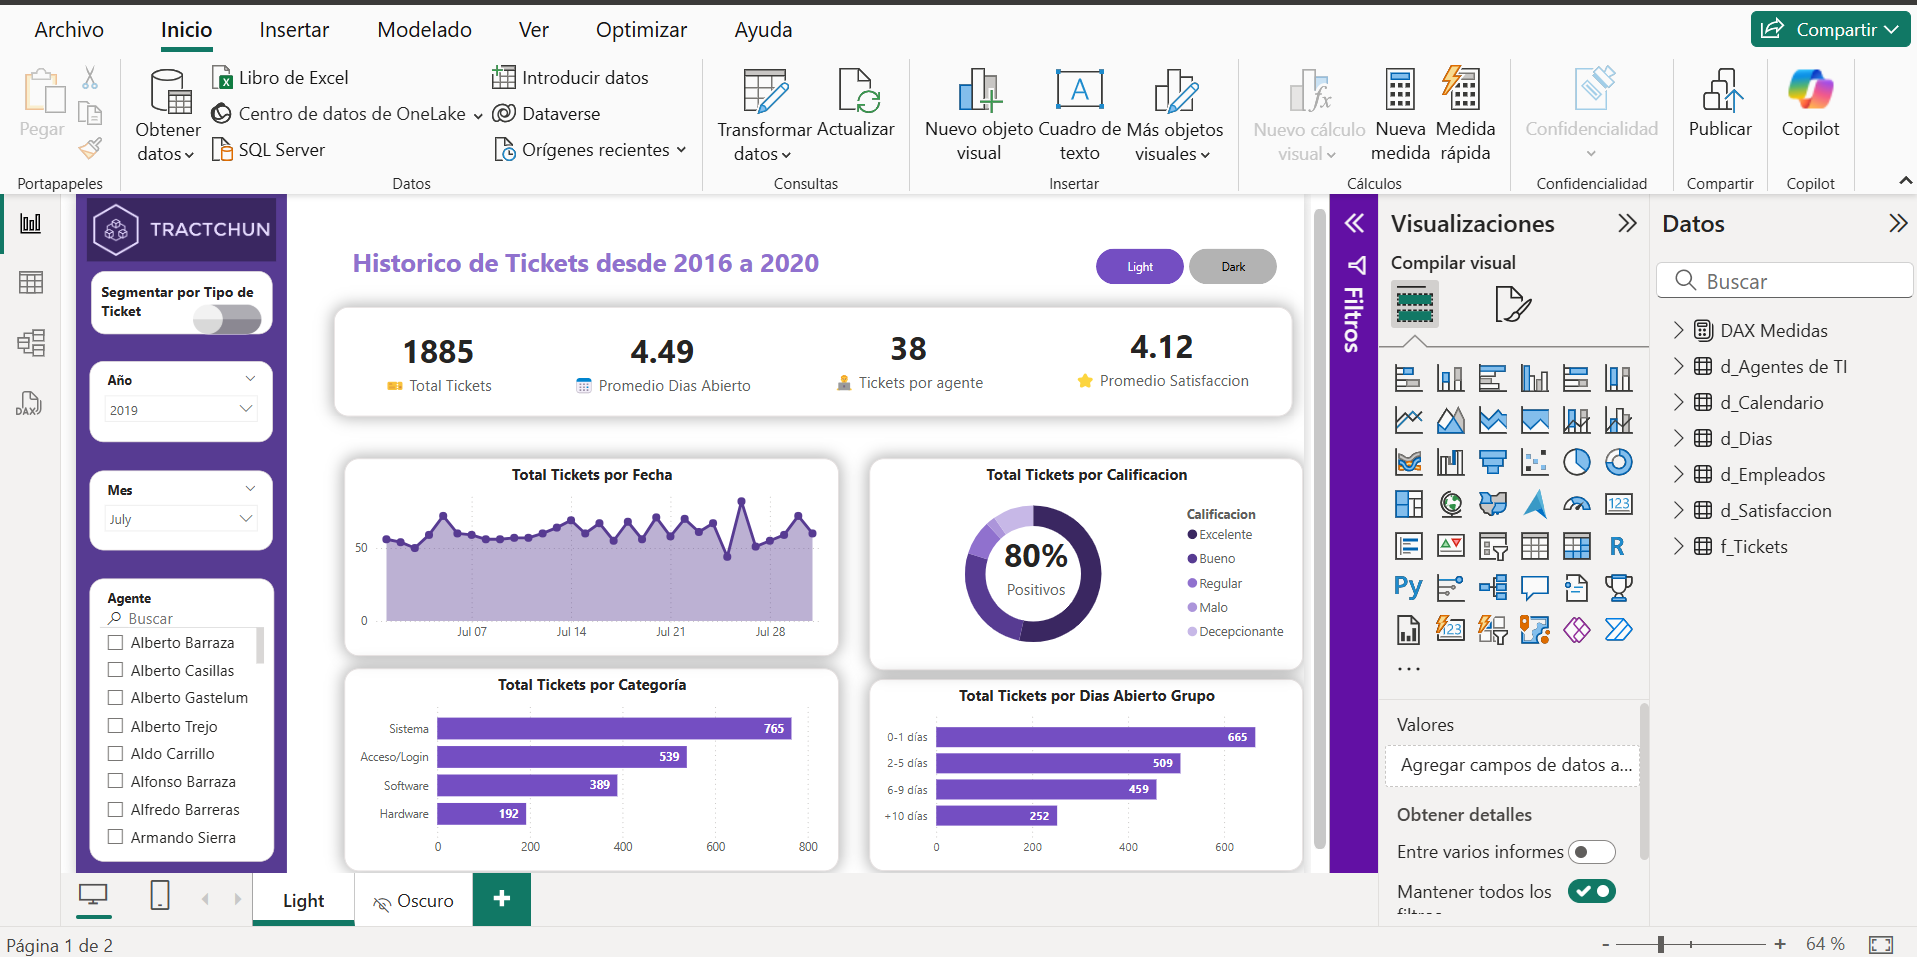 Archivo
Inicio
Insertar
Modelado
Ver
Optimizar
Ayuda
Compartir
Pegar
Portapapeles
Obtener
datos
Libro de Excel
Centro de datos de OneLake
SQL Server
Introducir datos
Dataverse
Orígenes recientes
Datos
Transformar
datos
Actualizar
Consultas
Nuevo objeto
visual
Cuadro de
texto
Más objetos
visuales
Insertar
Nuevo cálculo
visual
Nueva
medida
Medida
rápida
Cálculos
Confidencialidad
Confidencialidad
Publicar
Compartir
Copilot
Copilot
DAX
TRACTCHUN
Segmentar por Tipo de
Ticket
Año
2019
Mes
July
Agente
Buscar
Alberto Barraza
Alberto Casillas
Alberto Gastelum
Alberto Trejo
Aldo Carrillo
Alfonso Barraza
Alfredo Barreras
Armando Sierra
Historico de Tickets desde 2016 a 2020
Light
Dark
1885
Total Tickets
4.49
Promedio Dias Abierto
38
Tickets por agente
4.12
Promedio Satisfaccion
Total Tickets por Fecha
50
0
Jul 07
Jul 14
Jul 21
Jul 28
Total Tickets por Calificacion
80%
Positivos
Calificacion
Excelente
Bueno
Regular
Malo
Decepcionante
Total Tickets por Categoría
Sistema
765
Acceso/Login
539
Software
389
Hardware
192
0
200
400
600
800
Total Tickets por Dias Abierto Grupo
0-1 días
665
2-5 días
509
6-9 días
459
+10 días
252
0
200
400
600
Filtros
Visualizaciones
Compilar visual
123
R
Py
123
...
Valores
Agregar campos de datos a...
Obtener detalles
Entre varios informes
Mantener todos los
filtros
Datos
Buscar
DAX Medidas
d_Agentes de TI
d_Calendario
d_Dias
d_Empleados
d_Satisfaccion
f_Tickets
Light
Oscuro
+
Página 1 de 2
-
+
64 %